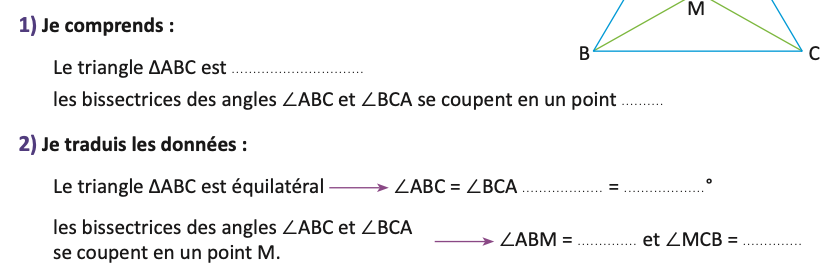 M
1) Je comprends :
B
C
Le triangle ΔABC est ...............................
les bissectrices des angles ∠ABC et ∠BCA se coupent en un point ..........
2) Je traduis les données :
Le triangle ΔABC est équilatéral ⟶ ∠ABC = ∠BCA ................... = ................... °
les bissectrices des angles ∠ABC et ∠BCA
se coupent en un point M.
⟶ ∠ABM = .............. et ∠MCB = ..............